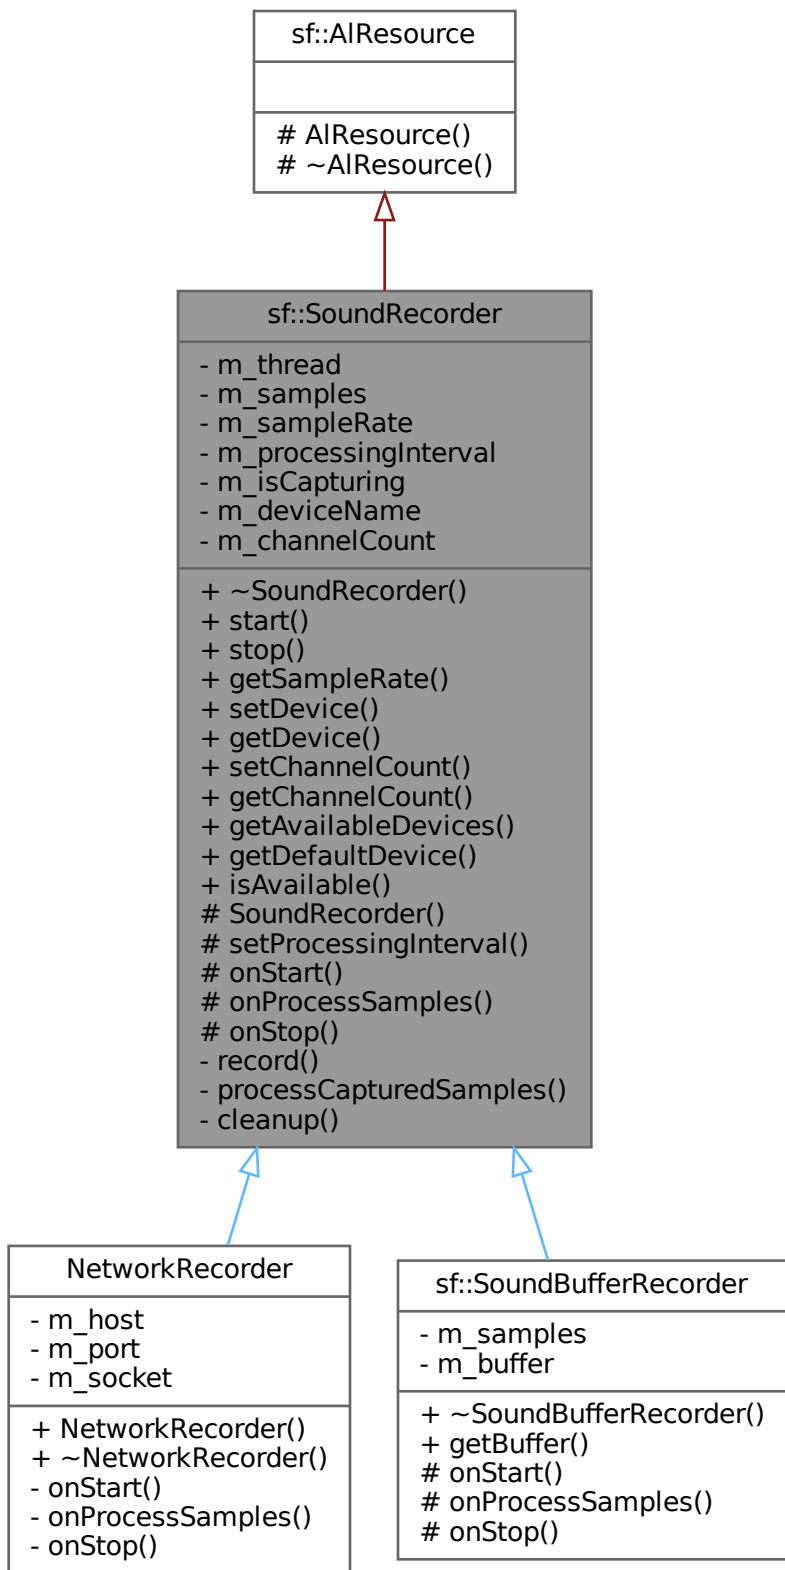 sf::AlResource
# AlResource()
# ~AlResource()
sf::SoundRecorder
- m_thread
- m_samples
- m_sampleRate
- m_processingInterval
- m_isCapturing
- m_deviceName
- m_channelCount
+ ~SoundRecorder()
+ start()
+ stop()
+ getSampleRate()
+ setDevice()
+ getDevice()
+ setChannelCount()
+ getChannelCount()
+ getAvailableDevices()
+ getDefaultDevice()
+ isAvailable()
# SoundRecorder()
# setProcessingInterval()
# onStart()
# onProcessSamples()
# onStop()
- record()
- processCapturedSamples()
- cleanup()
NetworkRecorder
- m_host
- m_port
- m_socket
+ NetworkRecorder()
+ ~NetworkRecorder()
- onStart()
- onProcessSamples()
- onStop()
sf::SoundBufferRecorder
- m_samples
- m_buffer
+ ~SoundBufferRecorder()
+ getBuffer()
# onStart()
# onProcessSamples()
# onStop()